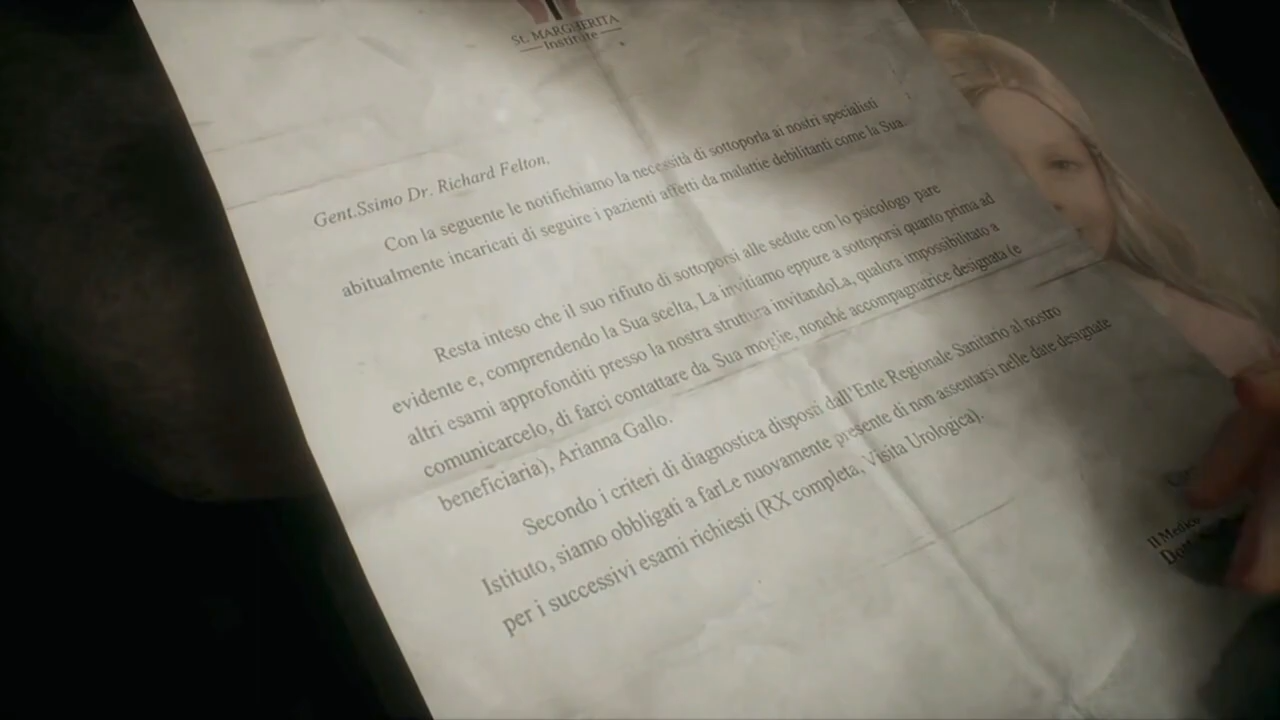 St. MARGHERITA
Institute
Gent.Ssimo Dr. Richard Felton,
Con la seguente le notifichiamo la necessità di sottoporla ai nostri specialisti
abitualmente incaricati di seguire i pazienti affetti da malattie debilitanti come la Sua.
Resta inteso che il suo rifiuto di sottoporsi alle sedute con lo psicologo pare
evidente e, comprendendo la Sua scelta, La invitiamo eppure a sottoporsi quanto prima ad
altri esami approfonditi presso la nostra struttura invitandoLa, qualora impossibilitato a
comunicarcelo, di farci contattare da Sua moglie, nonché accompagnatrice designata (e
beneficiaria), Arianna Gallo.
Secondo i criteri di diagnostica disposti dall'Ente Regionale Sanitario al nostro
Istituto, siamo obbligati a farLe nuovamente presente di non assentarsi nelle date designate
per i successivi esami richiesti (RX completa, Visita Urologica).
Il Medico